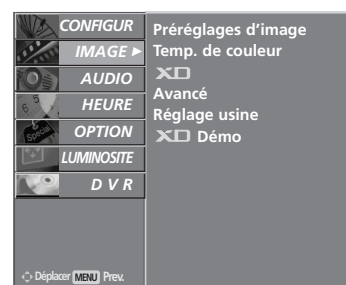 CONFIGUR
IMAGE ►
AUDIO
HEURE
OPTION
LUMINOSITE
D V R
Préréglages d'image
Temp. de couleur
XD
Avancé
Réglage usine
XD Démo
Déplacer MENU Prev.